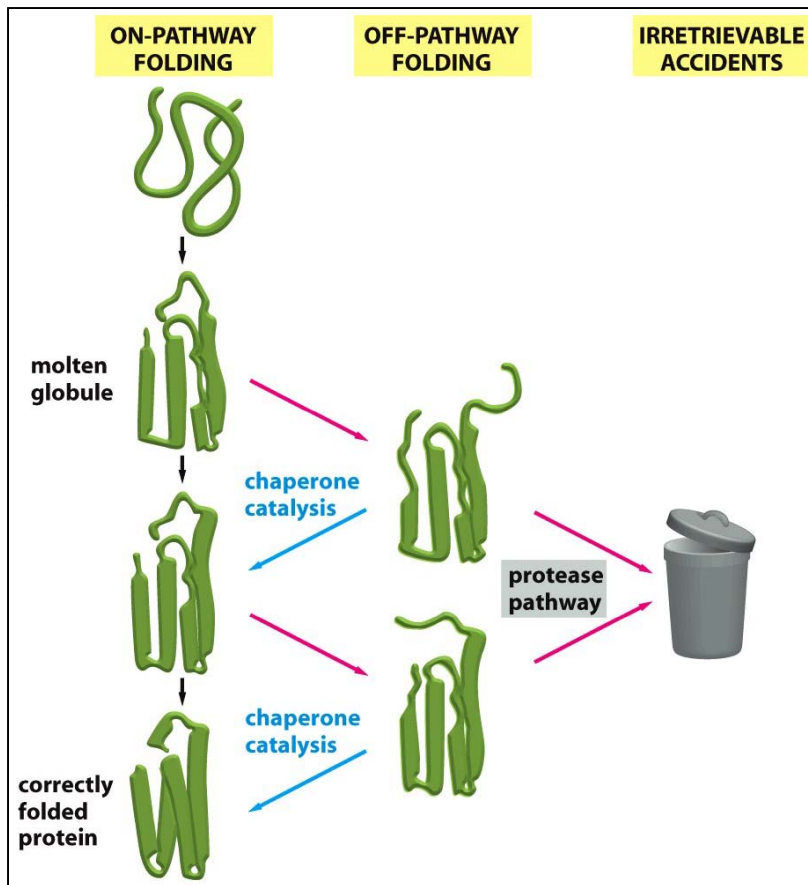 ON-PATHWAY
FOLDING
OFF-PATHWAY
FOLDING
IRRETRIEVABLE
ACCIDENTS
molten
globule
chaperone
catalysis
protease
pathway
chaperone
catalysis
correctly
folded
protein